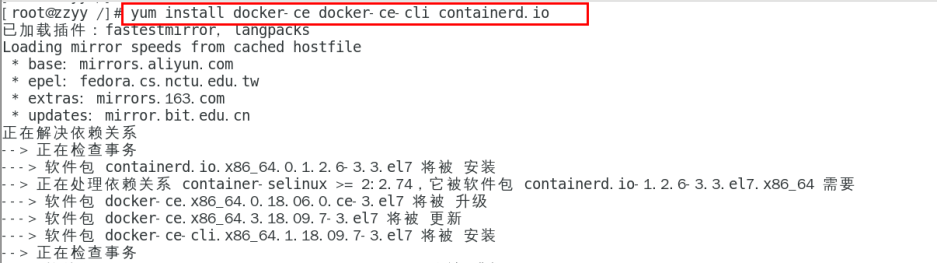 [root@zzyy /]# yum install docker-ce docker-ce-cli containerd.io
已加载插件：fastestmirror, langpacks
Loading mirror speeds from cached hostfile
 * base: mirrors.aliyun.com
 * epel: fedora.cs.nctu.edu.tw
 * extras: mirrors.163.com
 * updates: mirror.bit.edu.cn
正在解决依赖关系
--> 正在检查事务
---> 软件包 containerd.io.x86_64.0.1.2.6-3.3.el7 将被 安装
--> 正在处理依赖关系 container-selinux >= 2:2.74，它被软件包 containerd.io-1.2.6-3.3.el7.x86_64 需要
---> 软件包 docker-ce.x86_64.0.18.06.0.ce-3.el7 将被 升级
---> 软件包 docker-ce.x86_64.3.18.09.7-3.el7 将被 更新
---> 软件包 docker-ce-cli.x86_64.1.18.09.7-3.el7 将被 安装
--> 正在检查事务